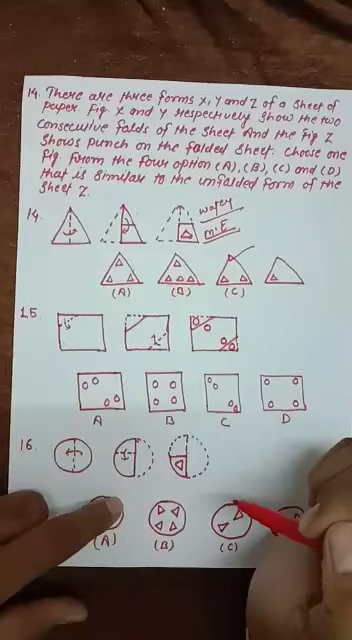 14. There are three forms X, Y and Z of a sheet of
paper. Fig. X and Y respectively show the two
consecutive folds of the sheet and the fig Z
shows punch on the folded sheet. Choose one
fig. from the four option (A), (B), (C) and (D)
that is similar to the unfolded form of the
sheet Z.
14.
wafey
M.E
(A) (B) (C)
15.
A B C D
16.
(A) (B) (C)